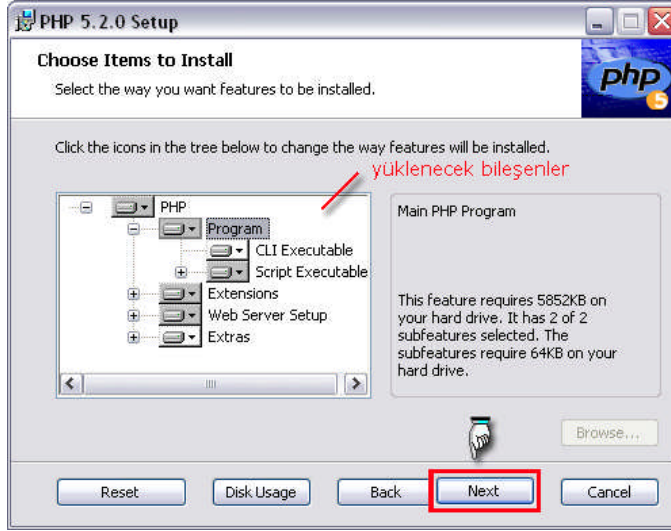 PHP 5.2.0 Setup
Choose Items to Install
Select the way you want features to be installed.
php
5
Click the icons in the tree below to change the way features will be installed.
yüklenecek bileşenler
PHP
Program
CLI Executable
Script Executable
Extensions
Web Server Setup
Extras
Main PHP Program
This feature requires 5852KB on
your hard drive. It has 2 of 2
subfeatures selected. The
subfeatures require 64KB on your
hard drive.
Browse...
Reset
Disk Usage
Back
Next
Cancel